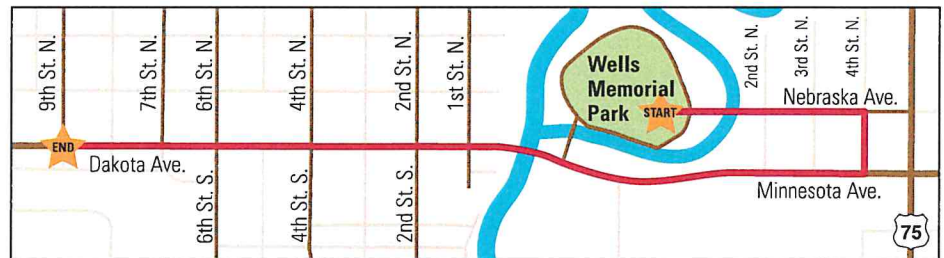 9th St. N.
7th St. N.
6th St. N.
4th St. N.
2nd St. N.
1st St. N.
Wells
Memorial
Park
START
2nd St. N.
3rd St. N.
4th St. N.
Nebraska Ave.
END
Dakota Ave.
6th St. S.
4th St. S.
2nd St. S.
Minnesota Ave.
75